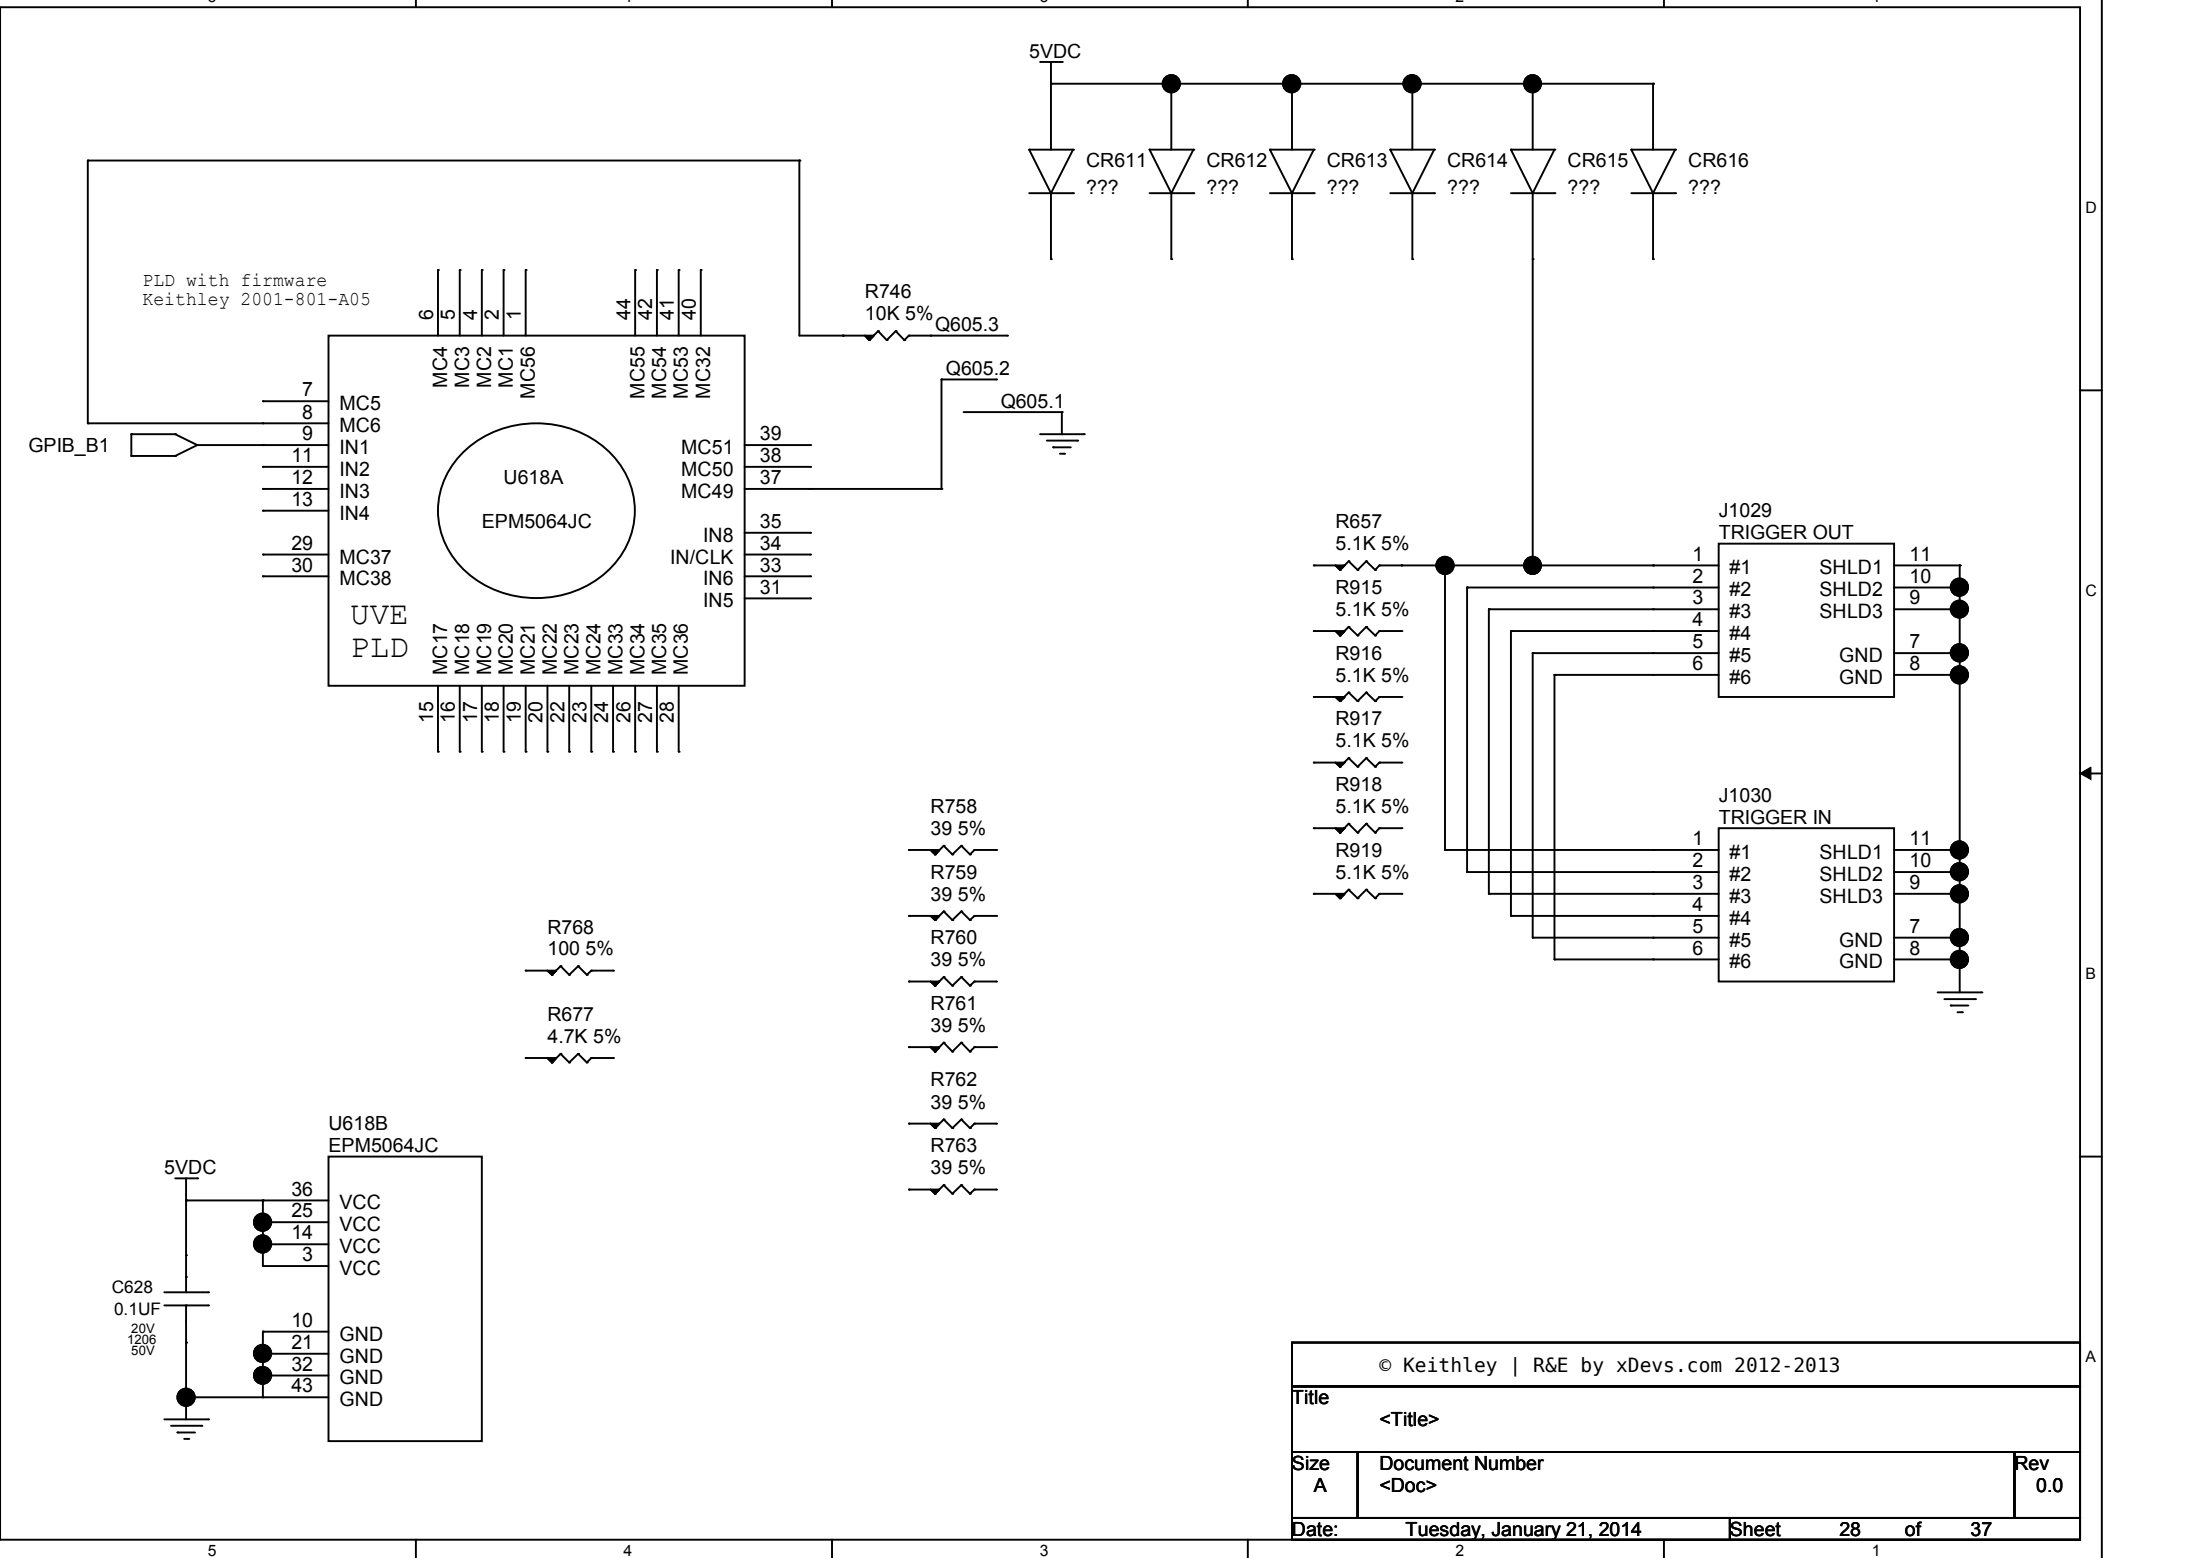 5VDC
CR611
???
CR612
???
CR613
???
CR614
???
CR615
???
CR616
???
D
PLD with firmware
Keithley 2001-801-A05
R746
10K 5%
Q605.3
Q605.2
Q605.1
6
5
4
2
1
44
42
41
40
MC4
MC3
MC2
MC1
MC56
MC55
MC54
MC53
MC32
7
MC5
8
MC6
GPIB_B1
9
IN1
11
IN2
12
IN3
13
IN4
29
MC37
30
MC38
U618A
EPM5064JC
MC51
39
MC50
38
MC49
37
IN8
35
IN/CLK
34
IN6
33
IN5
31
UVE
PLD
MC17
MC18
MC19
MC20
MC21
MC22
MC23
MC24
MC33
MC34
MC35
MC36
15
16
17
18
19
20
22
23
24
26
27
28
R657
5.1K 5%
R915
5.1K 5%
R916
5.1K 5%
R917
5.1K 5%
R918
5.1K 5%
R919
5.1K 5%
J1029
TRIGGER OUT
1
#1
SHLD1
11
2
#2
SHLD2
10
3
#3
SHLD3
9
4
#4
5
#5
GND
7
6
#6
GND
8
C
J1030
TRIGGER IN
1
#1
SHLD1
11
2
#2
SHLD2
10
3
#3
SHLD3
9
4
#4
5
#5
GND
7
6
#6
GND
8
B
R758
39 5%
R759
39 5%
R760
39 5%
R761
39 5%
R762
39 5%
R763
39 5%
R768
100 5%
R677
4.7K 5%
U618B
EPM5064JC
5VDC
36
VCC
25
VCC
14
VCC
3
VCC
C628
0.1UF
20V
1206
50V
10
GND
21
GND
32
GND
43
GND
A
© Keithley | R&E by xDevs.com 2012-2013
Title
<Title>
Size
A
Document Number
<Doc>
Rev
0.0
Date:
Tuesday, January 21, 2014
Sheet
28
of
37
5
4
3
2
1